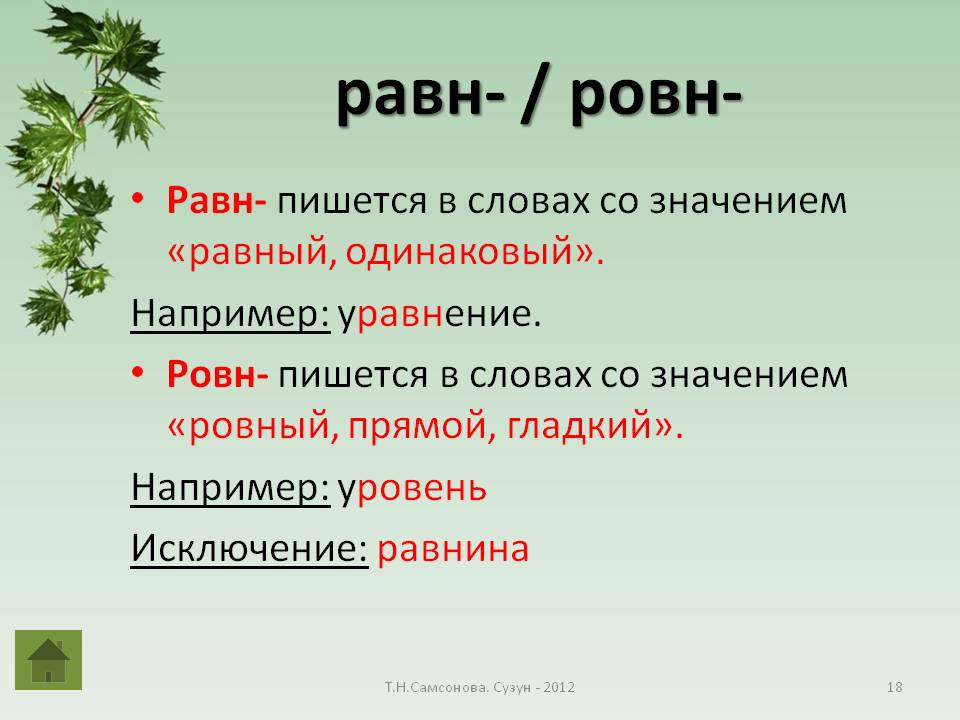 равн- / ровн-
• Равн- пишется в словах со значением
«равный, одинаковый».
Например: уравнение.
• Ровн- пишется в словах со значением
«ровный, прямой, гладкий».
Например: уровень
Исключение: равнина
Т.Н.Самсонова. Сузун - 2012
18